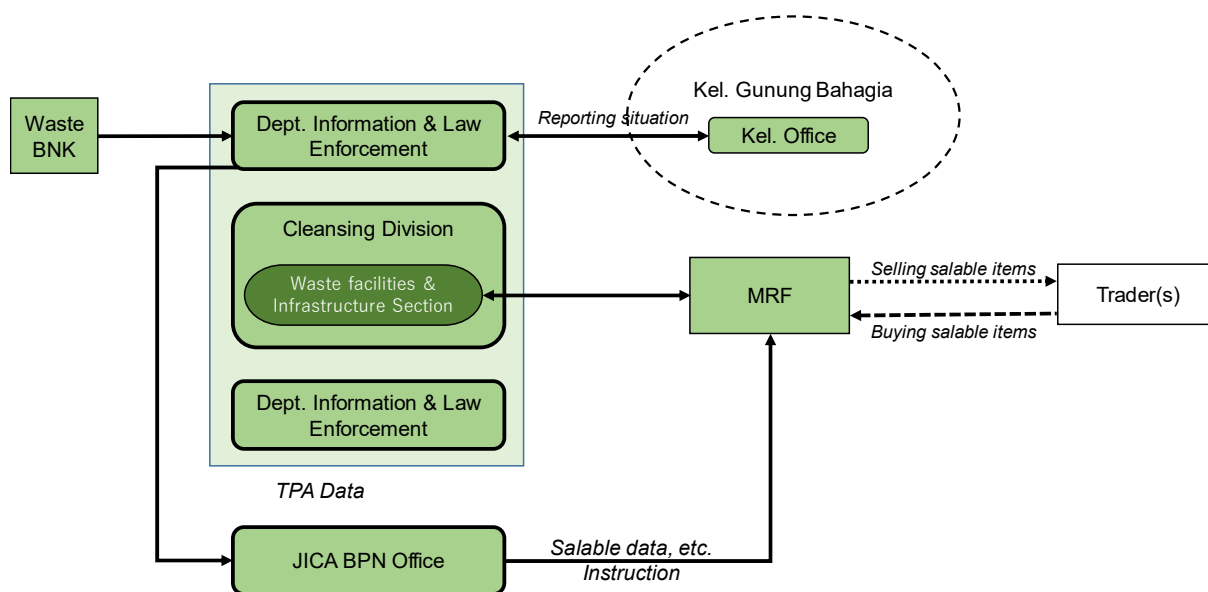 Kel. Gunung Bahagia
Waste
BNK
Dept. Information & Law
Enforcement
Reporting situation
Kel. Office
Cleansing Division
Waste facilities &
Infrastructure Section
MRF
Selling salable items
Buying salable items
Trader(s)
Dept. Information & Law
Enforcement
TPA Data
JICA BPN Office
Salable data, etc.
Instruction